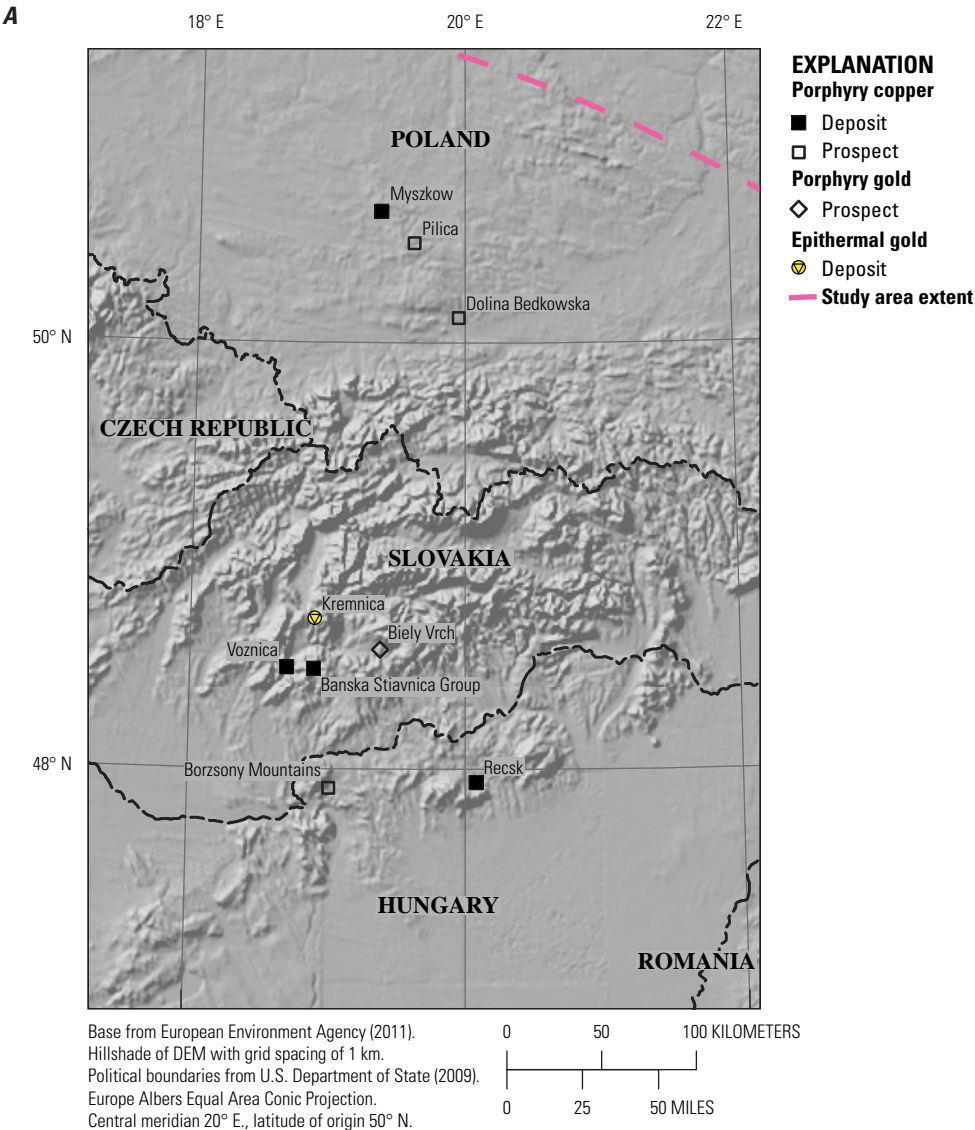 A
18° E
20° E
22° E
EXPLANATION
Porphyry copper
Deposit
Prospect
Porphyry gold
Prospect
Epithermal gold
Deposit
Study area extent
POLAND
Myszkow
Pilica
Dolina Bedkowska
50° N
CZECH REPUBLIC
SLOVAKIA
Kremnica
Biely Vrch
Voznica
Banska Stiavnica Group
48° N
Borzsony Mountains
Recsk
HUNGARY
ROMANIA
Base from European Environment Agency (2011).
Hillshade of DEM with grid spacing of 1 km.
Political boundaries from U.S. Department of State (2009).
Europe Albers Equal Area Conic Projection.
Central meridian 20° E., latitude of origin 50° N.
0 50 100 KILOMETERS
0 25 50 MILES